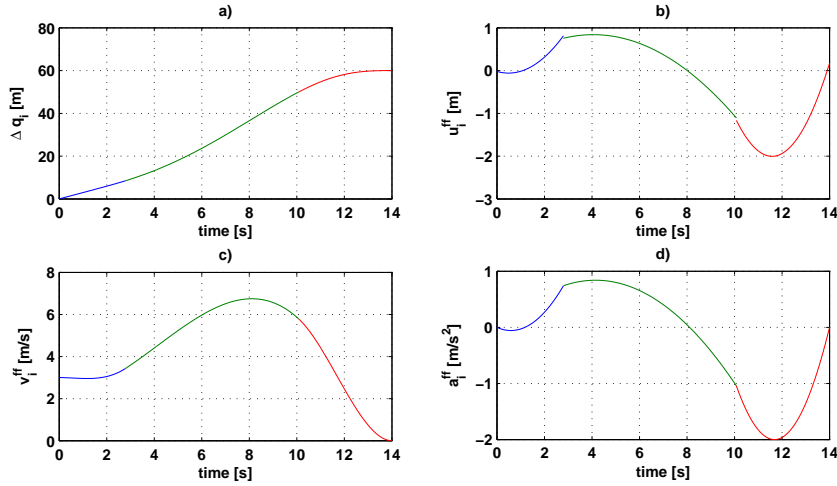 a)
80
60
40
20
0
Δ q_i [m]
0 2 4 6 8 10 12 14
time [s]
b)
1
0
−1
−2
−3
u_i^ff [m]
0 2 4 6 8 10 12 14
time [s]
c)
8
6
4
2
0
v_i^ff [m/s]
0 2 4 6 8 10 12 14
time [s]
d)
1
0
−1
−2
a_i^ff [m/s²]
0 2 4 6 8 10 12 14
time [s]